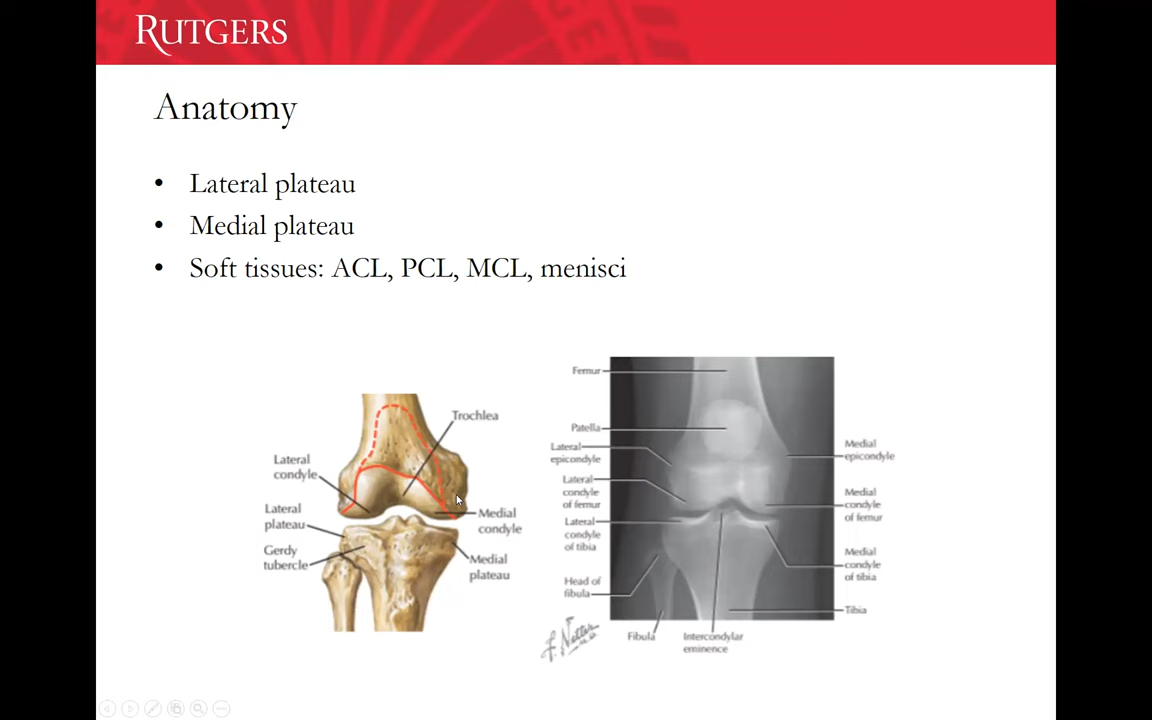 RUTGERS
Anatomy
• Lateral plateau
• Medial plateau
• Soft tissues: ACL, PCL, MCL, menisci
Trochlea
Lateral
condyle
Lateral
plateau
Gerdy
tubercle
Medial
condyle
Medial
plateau
Femur
Patella
Lateral
epicondyle
Lateral
condyle
of femur
Lateral
condyle
of tibia
Head of
fibula
Fibula
Intercondylar
eminence
Medial
epicondyle
Medial
condyle
of femur
Medial
condyle
of tibia
Tibia
F. Netter
M.D.